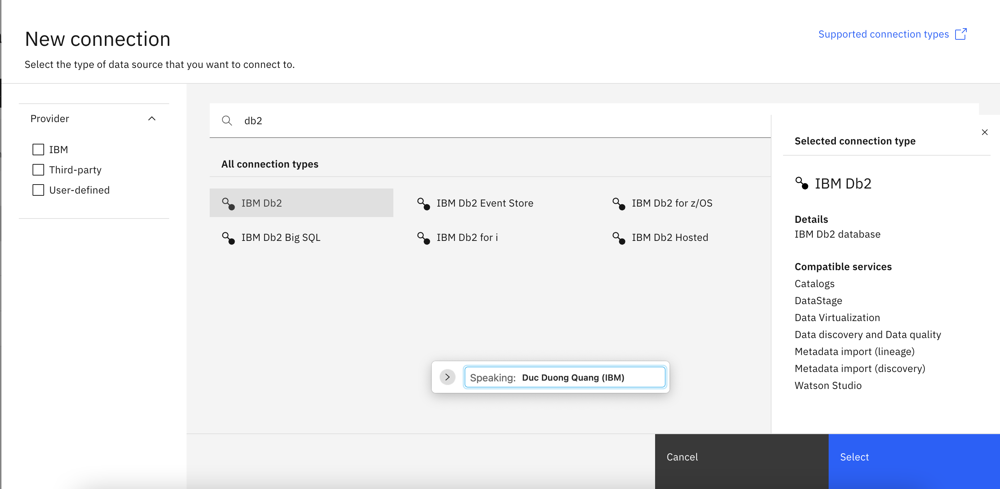 New connection
Supported connection types
Select the type of data source that you want to connect to.
Provider
IBM
Third-party
User-defined
db2
All connection types
IBM Db2
IBM Db2 Event Store
IBM Db2 for z/OS
IBM Db2 Big SQL
IBM Db2 for i
IBM Db2 Hosted
Selected connection type
IBM Db2
Details
IBM Db2 database
Compatible services
Catalogs
DataStage
Data Virtualization
Data discovery and Data quality
Metadata import (lineage)
Metadata import (discovery)
Watson Studio
Speaking: Duc Duong Quang (IBM)
Cancel
Select